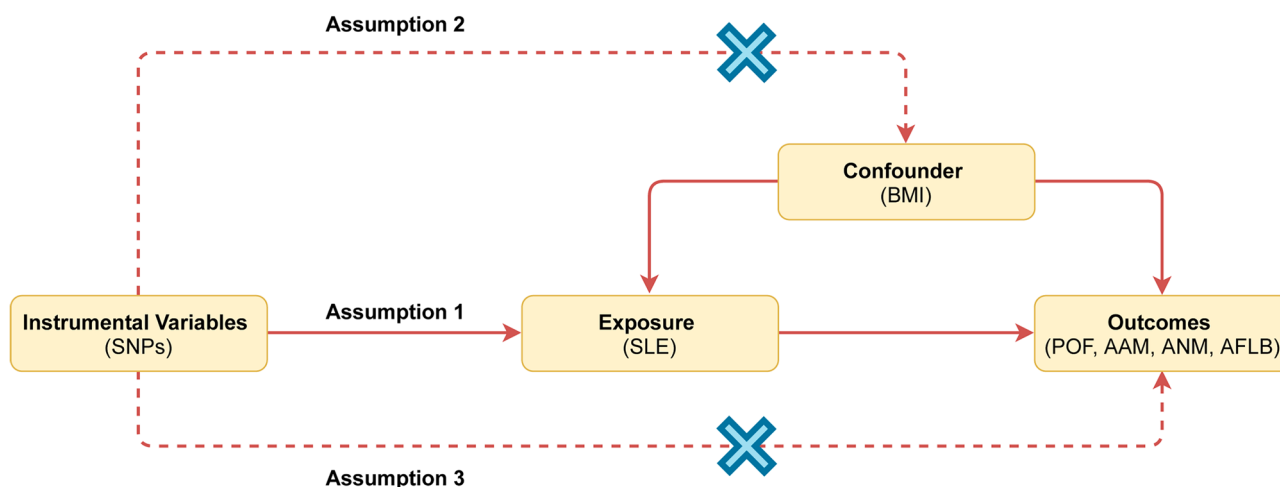 Assumption 2
Confounder
(BMI)
Instrumental Variables
(SNPs)
Assumption 1
Exposure
(SLE)
Outcomes
(POF, AAM, ANM, AFLB)
Assumption 3